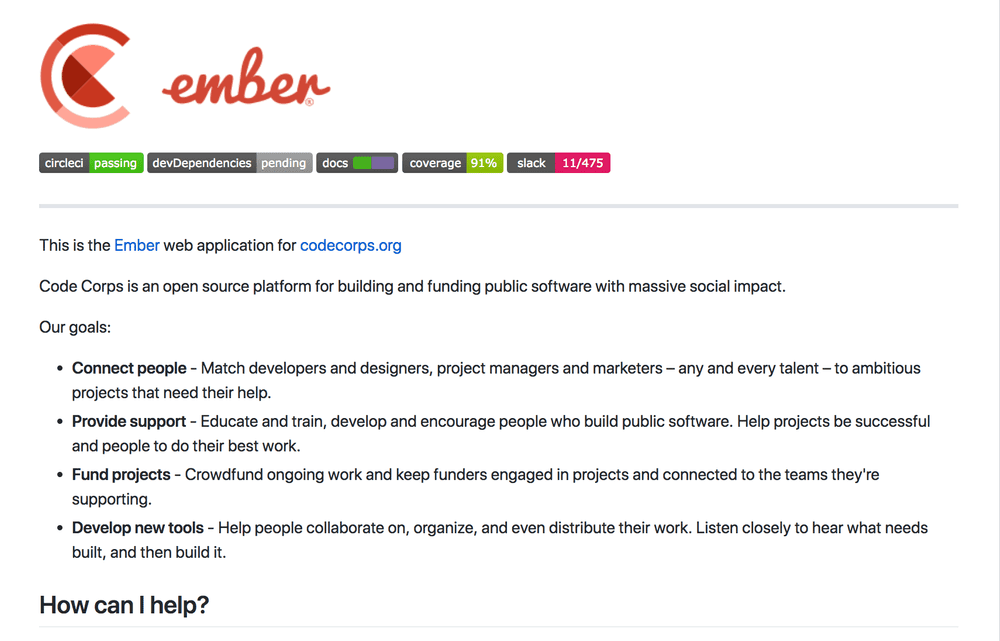 ember®
circleci passing devDependencies pending docs coverage 91% slack 11/475
This is the Ember web application for codecorps.org
Code Corps is an open source platform for building and funding public software with massive social impact.
Our goals:
• Connect people - Match developers and designers, project managers and marketers – any and every talent – to ambitious
projects that need their help.
• Provide support - Educate and train, develop and encourage people who build public software. Help projects be successful
and people to do their best work.
• Fund projects - Crowdfund ongoing work and keep funders engaged in projects and connected to the teams they're
supporting.
• Develop new tools - Help people collaborate on, organize, and even distribute their work. Listen closely to hear what needs
built, and then build it.
How can I help?